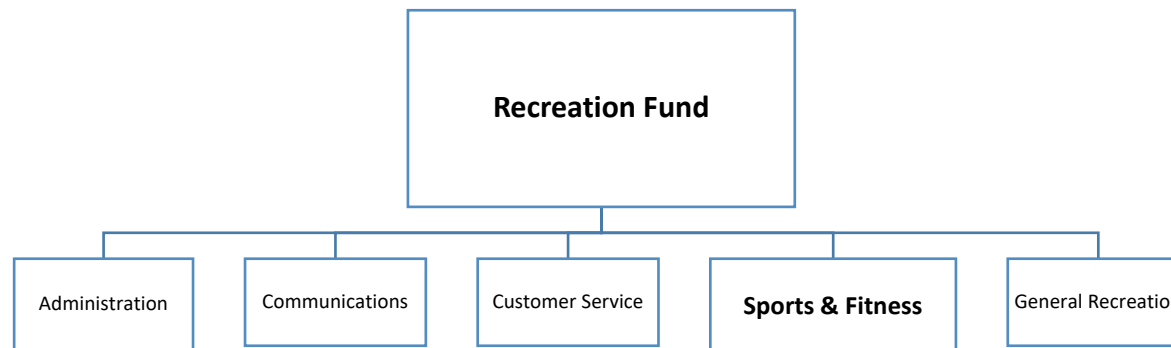 Recreation Fund
Administration
Communications
Customer Service
Sports & Fitness
General Recreatio